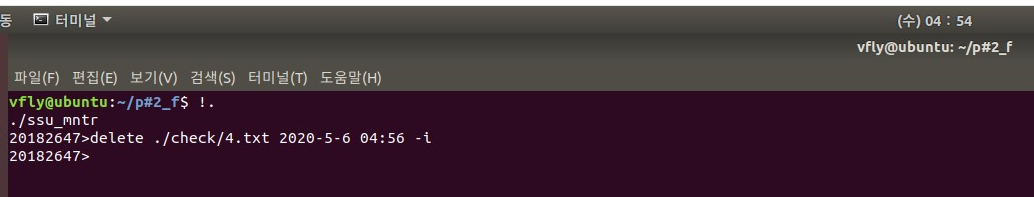 동 터미널 (수) 04 : 54
vfly@ubuntu: ~/p#2_f
파일(F) 편집(E) 보기(V) 검색(S) 터미널(T) 도움말(H)
vfly@ubuntu:~/p#2_f$ !.
./ssu_mntr
20182647>delete ./check/4.txt 2020-5-6 04:56 -i
20182647>